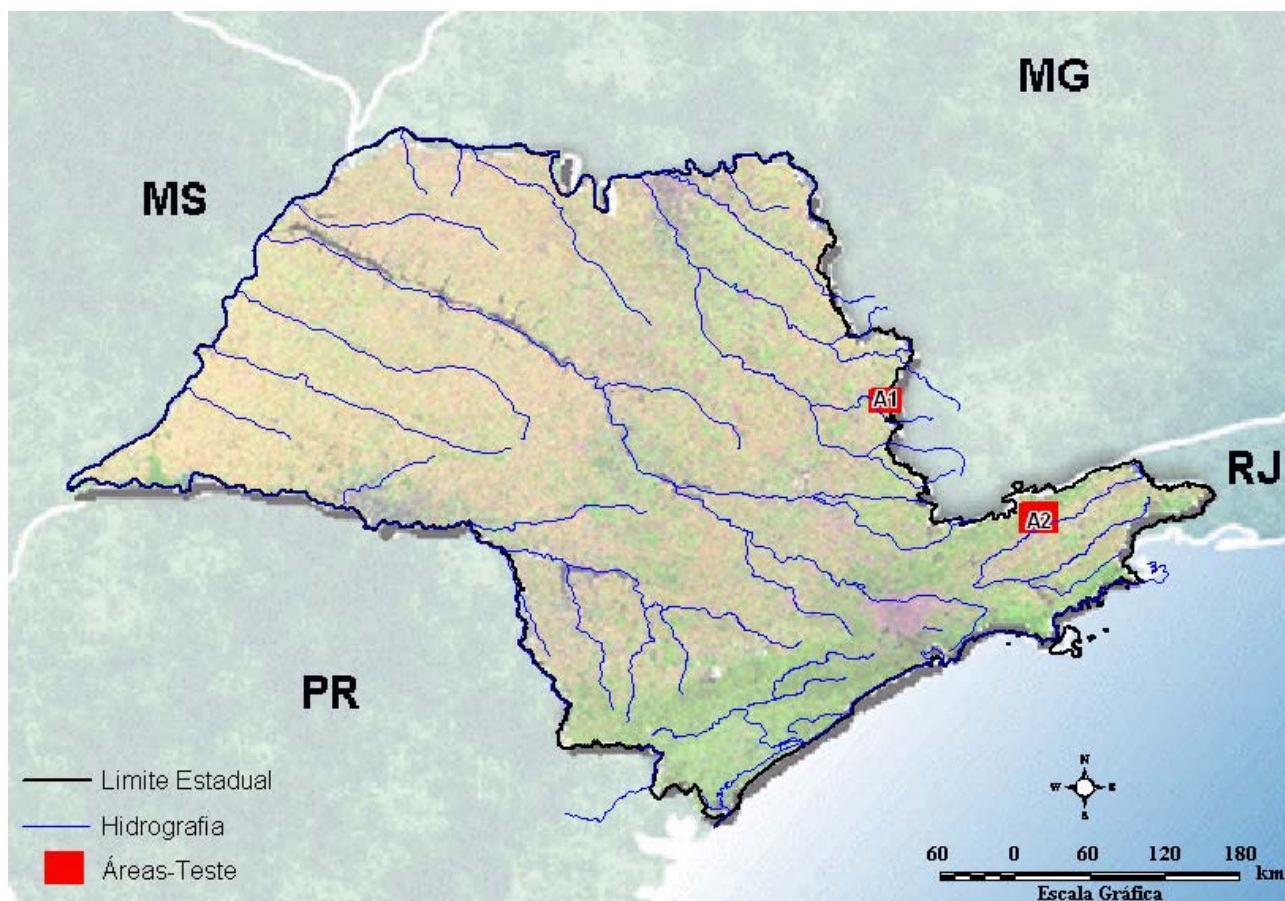 MG
MS
A1
RJ
A2
PR
Limite Estadual
Hidrografia
Áreas-Teste
N
W E
S
60 0 60 120 180
km
Escala Gráfica